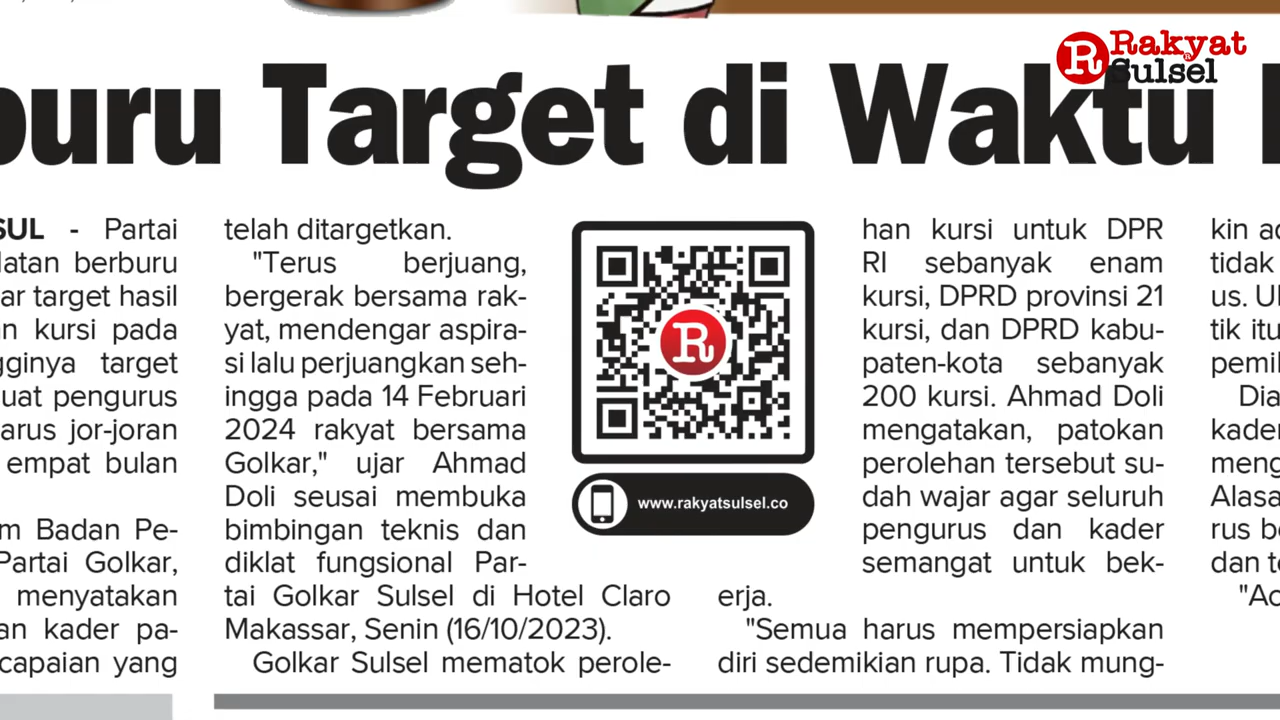 Rakyat
Sulsel
buru Target di Waktu
SUL - Partai
latan berburu
ar target hasil
an kursi pada
gginya target
uat pengurus
arus jor-joran
empat bulan
m Badan Pe-
Partai Golkar,
menyatakan
an kader pa-
capaian yang
telah ditargetkan.
"Terus berjuang,
bergerak bersama rak-
yat, mendengar aspira-
si lalu perjuangkan seh-
ingga pada 14 Februari
2024 rakyat bersama
Golkar," ujar Ahmad
Doli seusai membuka
bimbingan teknis dan
diklat fungsional Par-
tai Golkar Sulsel di Hotel Claro
Makassar, Senin (16/10/2023).
Golkar Sulsel mematok perole-
R
www.rakyatsulsel.co
han kursi untuk DPR
RI sebanyak enam
kursi, DPRD provinsi 21
kursi, dan DPRD kabu-
paten-kota sebanyak
200 kursi. Ahmad Doli
mengatakan, patokan
perolehan tersebut su-
dah wajar agar seluruh
pengurus dan kader
semangat untuk bek-
erja.
"Semua harus mempersiapkan
diri sedemikian rupa. Tidak mung-
kin ad
tidak
us. U
tik itu
pemil
Dia
kader
meng
Alasa
rus be
dan te
"Ac